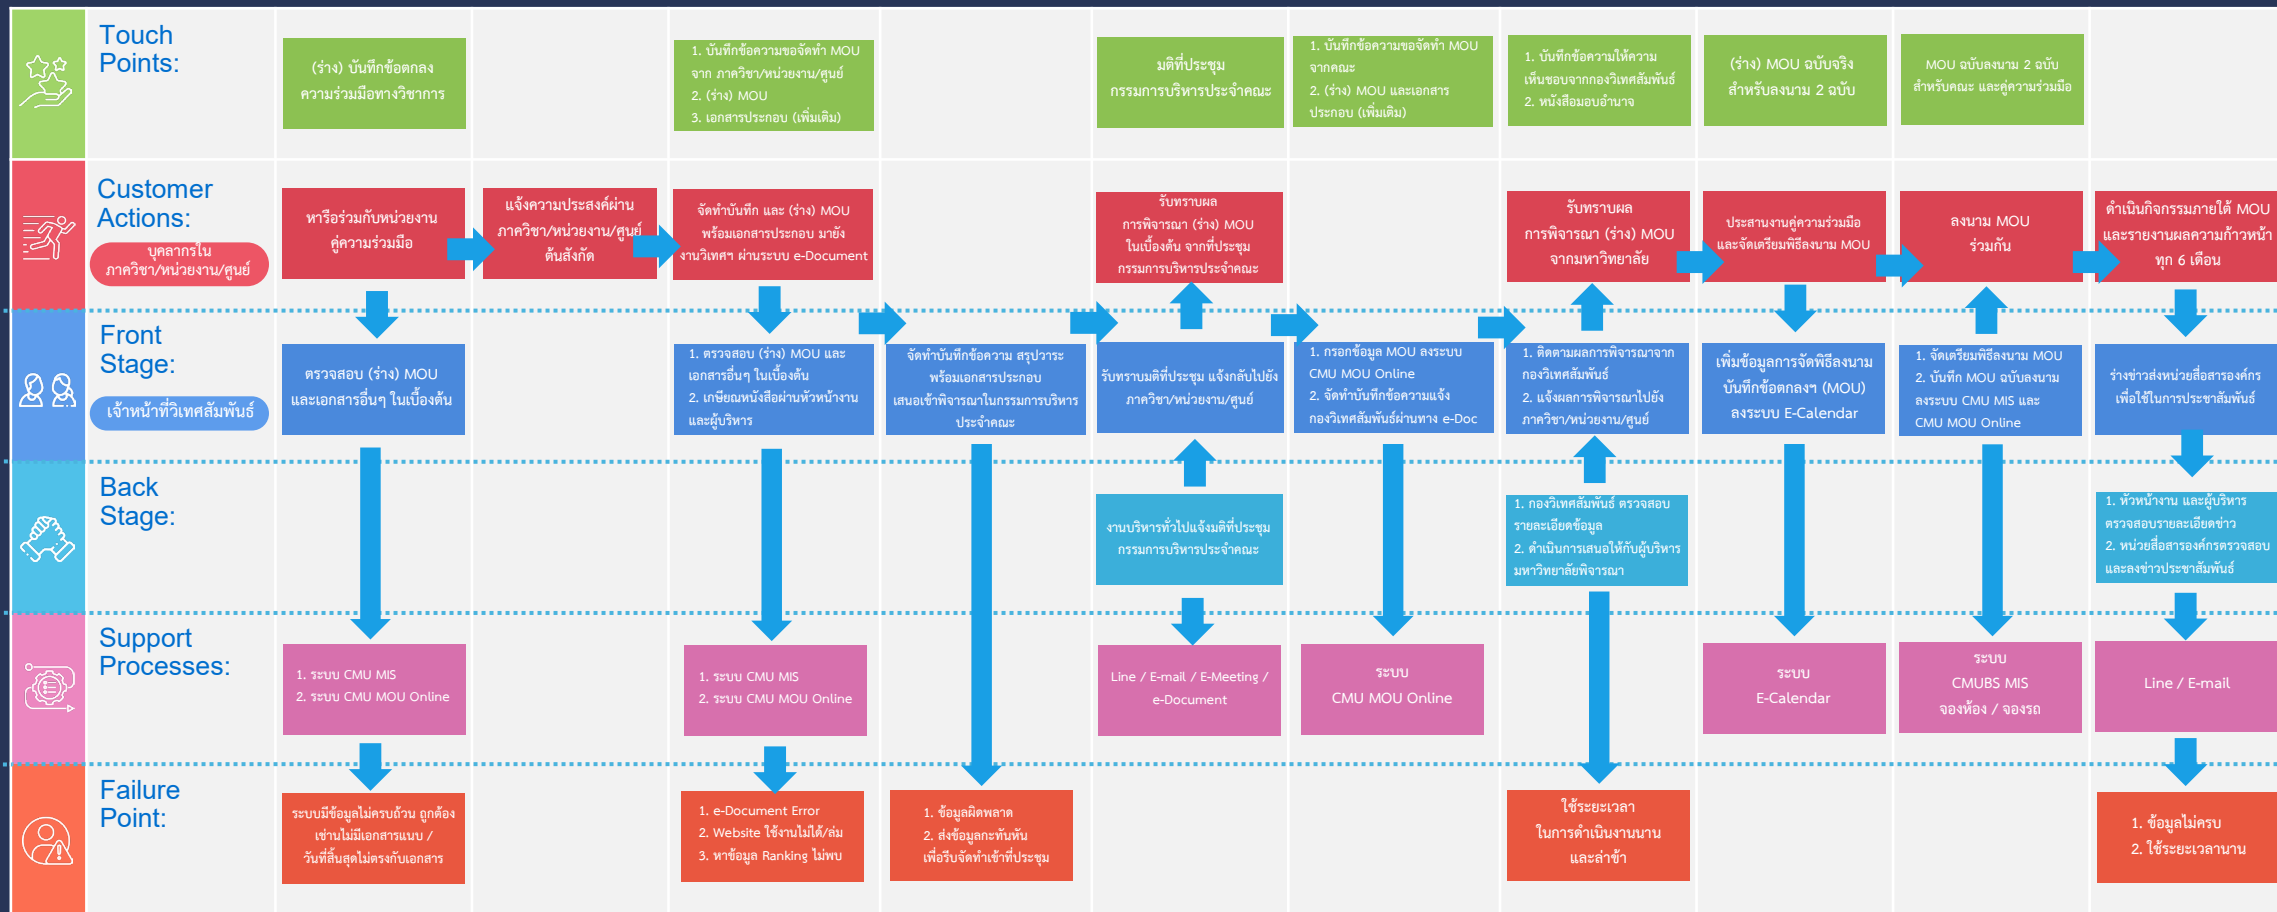 Touch
Points:
(ร่าง) บันทึกข้อตกลง
ความร่วมมือทางวิชาการ
1. บันทึกข้อความขอจัดทำ MOU
จาก ภาควิชา/หน่วยงาน/ศูนย์
2. (ร่าง) MOU
3. เอกสารประกอบ (เพิ่มเติม)
มติที่ประชุม
กรรมการบริหารประจำคณะ
1. บันทึกข้อความขอจัดทำ MOU
จากคณะ
2. (ร่าง) MOU และเอกสาร
ประกอบ (เพิ่มเติม)
1. บันทึกข้อความให้ความ
เห็นชอบจากกองวิเทศสัมพันธ์
2. หนังสือมอบอำนาจ
(ร่าง) MOU ฉบับจริง
สำหรับลงนาม 2 ฉบับ
MOU ฉบับลงนาม 2 ฉบับ
สำหรับคณะ และคู่ความร่วมมือ
Customer
Actions:
บุคลากรใน
ภาควิชา/หน่วยงาน/ศูนย์
หารือร่วมกับหน่วยงาน
คู่ความร่วมมือ
แจ้งความประสงค์ผ่าน
ภาควิชา/หน่วยงาน/ศูนย์
ต้นสังกัด
จัดทำบันทึก และ (ร่าง) MOU
พร้อมเอกสารประกอบ มายัง
งานวิเทศฯ ผ่านระบบ e-Document
รับทราบผล
การพิจารณา (ร่าง) MOU
ในเบื้องต้น จากที่ประชุม
กรรมการบริหารประจำคณะ
รับทราบผล
การพิจารณา (ร่าง) MOU
จากมหาวิทยาลัย
ประสานงานคู่ความร่วมมือ
และจัดเตรียมพิธีลงนาม MOU
ลงนาม MOU
ร่วมกัน
ดำเนินกิจกรรมภายใต้ MOU
และรายงานผลความก้าวหน้า
ทุก 6 เดือน
Front
Stage:
เจ้าหน้าที่วิเทศสัมพันธ์
ตรวจสอบ (ร่าง) MOU
และเอกสารอื่นๆ ในเบื้องต้น
1. ตรวจสอบ (ร่าง) MOU และ
เอกสารอื่นๆ ในเบื้องต้น
2. เกษียณหนังสือผ่านหัวหน้างาน
และผู้บริหาร
จัดทำบันทึกข้อความ สรุปวาระ
พร้อมเอกสารประกอบ
เสนอเข้าพิจารณาในกรรมการบริหาร
ประจำคณะ
รับทราบมติที่ประชุม แจ้งกลับไปยัง
ภาควิชา/หน่วยงาน/ศูนย์
1. กรอกข้อมูล MOU ลงระบบ
CMU MOU Online
2. จัดทำบันทึกข้อความแจ้ง
กองวิเทศสัมพันธ์ผ่านทาง e-Doc
1. ติดตามผลการพิจารณาจาก
กองวิเทศสัมพันธ์
2. แจ้งผลการพิจารณาไปยัง
ภาควิชา/หน่วยงาน/ศูนย์
เพิ่มข้อมูลการจัดพิธีลงนาม
บันทึกข้อตกลงฯ (MOU)
ลงระบบ E-Calendar
1. จัดเตรียมพิธีลงนาม MOU
2. บันทึก MOU ฉบับลงนาม
ลงระบบ CMU MIS และ
CMU MOU Online
ร่างข่าวส่งหน่วยสื่อสารองค์กร
เพื่อใช้ในการประชาสัมพันธ์
Back
Stage:
งานบริหารทั่วไปแจ้งมติที่ประชุม
กรรมการบริหารประจำคณะ
1. กองวิเทศสัมพันธ์ ตรวจสอบ
รายละเอียดข้อมูล
2. ดำเนินการเสนอให้กับผู้บริหาร
มหาวิทยาลัยพิจารณา
1. หัวหน้างาน และผู้บริหาร
ตรวจสอบรายละเอียดข่าว
2. หน่วยสื่อสารองค์กรตรวจสอบ
และลงข่าวประชาสัมพันธ์
Support
Processes:
1. ระบบ CMU MIS
2. ระบบ CMU MOU Online
1. ระบบ CMU MIS
2. ระบบ CMU MOU Online
Line / E-mail / E-Meeting /
e-Document
ระบบ
CMU MOU Online
ระบบ
E-Calendar
ระบบ
CMUBS MIS
จองห้อง / จองรถ
Line / E-mail
Failure
Point:
ระบบมีข้อมูลไม่ครบถ้วน ถูกต้อง
เช่นไม่มีเอกสารแนบ /
วันที่สิ้นสุดไม่ตรงกับเอกสาร
1. e-Document Error
2. Website ใช้งานไม่ได้/ล่ม
3. หาข้อมูล Ranking ไม่พบ
1. ข้อมูลผิดพลาด
2. ส่งข้อมูลกะทันหัน
เพื่อรีบจัดทำเข้าที่ประชุม
ใช้ระยะเวลา
ในการดำเนินงานนาน
และล่าช้า
1. ข้อมูลไม่ครบ
2. ใช้ระยะเวลานาน